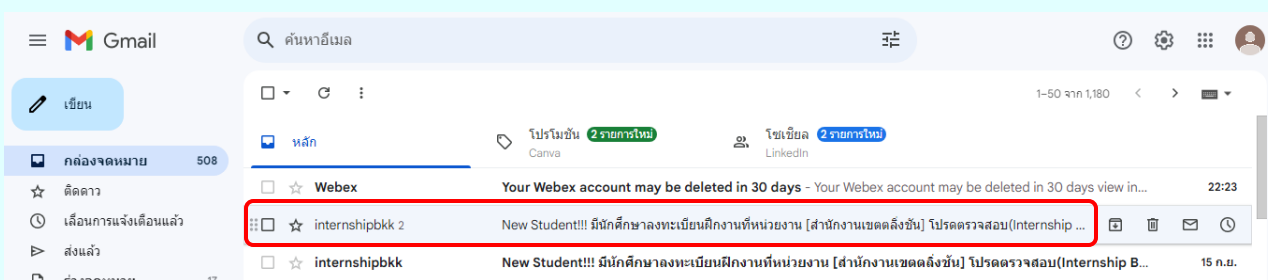 Gmail
ค้นหาอีเมล
เขียน
1–50 จาก 1,180
หลัก
โปรโมชัน 2 รายการใหม่
Canva
โซเชียล 2 รายการใหม่
LinkedIn
กล่องจดหมาย 508
ติดดาว
เลื่อนการแจ้งเตือนแล้ว
ส่งแล้ว
ร่างจดหมาย 17
Webex Your Webex account may be deleted in 30 days - Your Webex account may be deleted in 30 days view in... 22:23
internshipbkk 2 New Student!!! มีนักศึกษาลงทะเบียนฝึกงานที่หน่วยงาน [สำนักงานเขตตลิ่งชัน] โปรดตรวจสอบ(Internship ...
internshipbkk New Student!!! มีนักศึกษาลงทะเบียนฝึกงานที่หน่วยงาน [สำนักงานเขตตลิ่งชัน] โปรดตรวจสอบ(Internship B... 15 ก.ย.